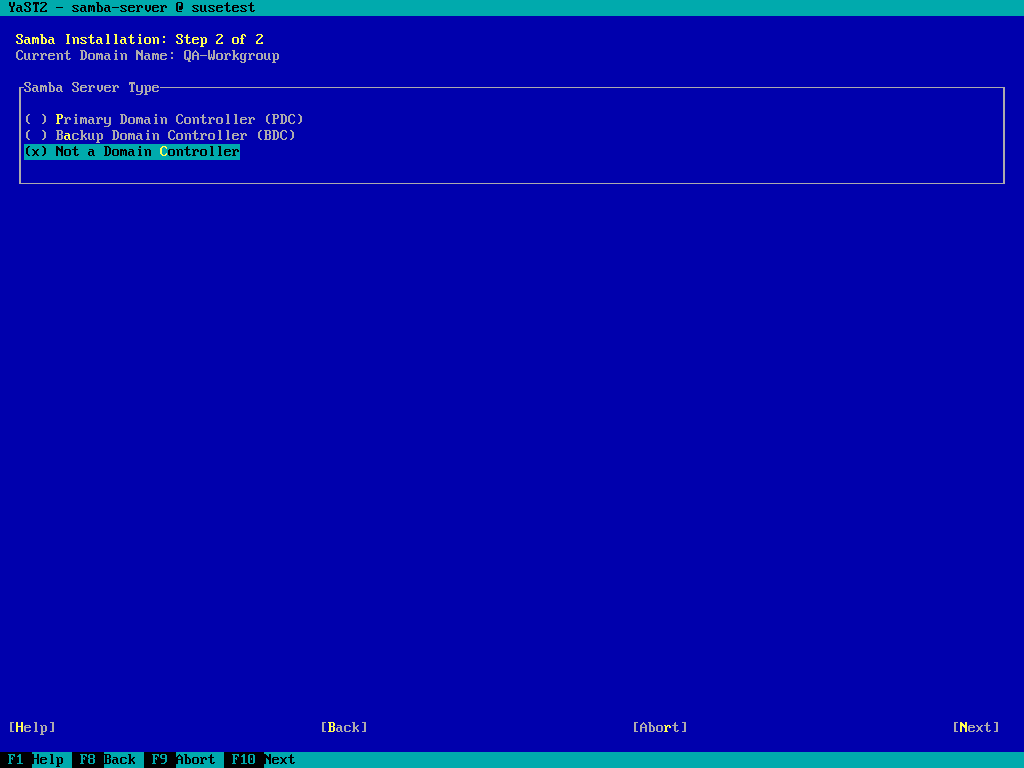 YaST2 - samba-server @ susetest
Samba Installation: Step 2 of 2
Current Domain Name: QA-Workgroup
Samba Server Type
( ) Primary Domain Controller (PDC)
( ) Backup Domain Controller (BDC)
(x) Not a Domain Controller
[Help] [Back] [Abort] [Next]
F1 Help F8 Back F9 Abort F10 Next